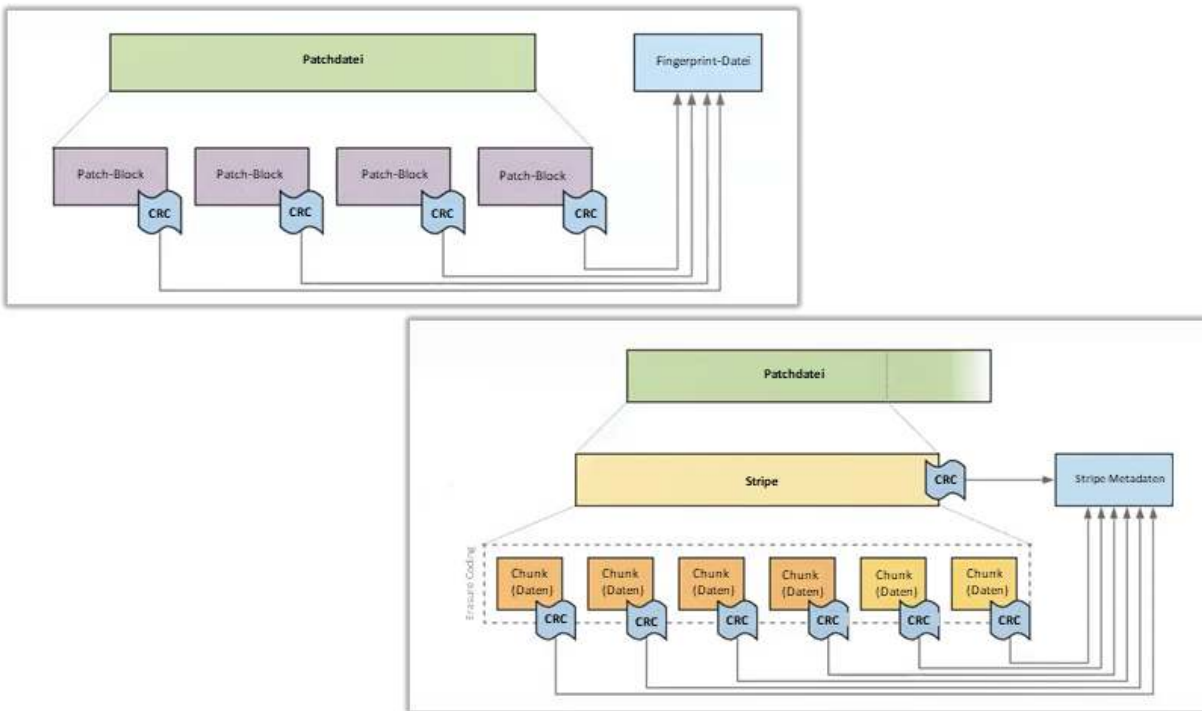 Patchdatei
Fingerprint-Datei
Patch-Block
Patch-Block
Patch-Block
Patch-Block
CRC
CRC
CRC
CRC
Patchdatei
Stripe
CRC
Stripe Metadaten
Erasure Coding
Chunk
(Daten)
Chunk
(Daten)
Chunk
(Daten)
Chunk
(Daten)
Chunk
(Daten)
Chunk
(Daten)
CRC
CRC
CRC
CRC
CRC
CRC